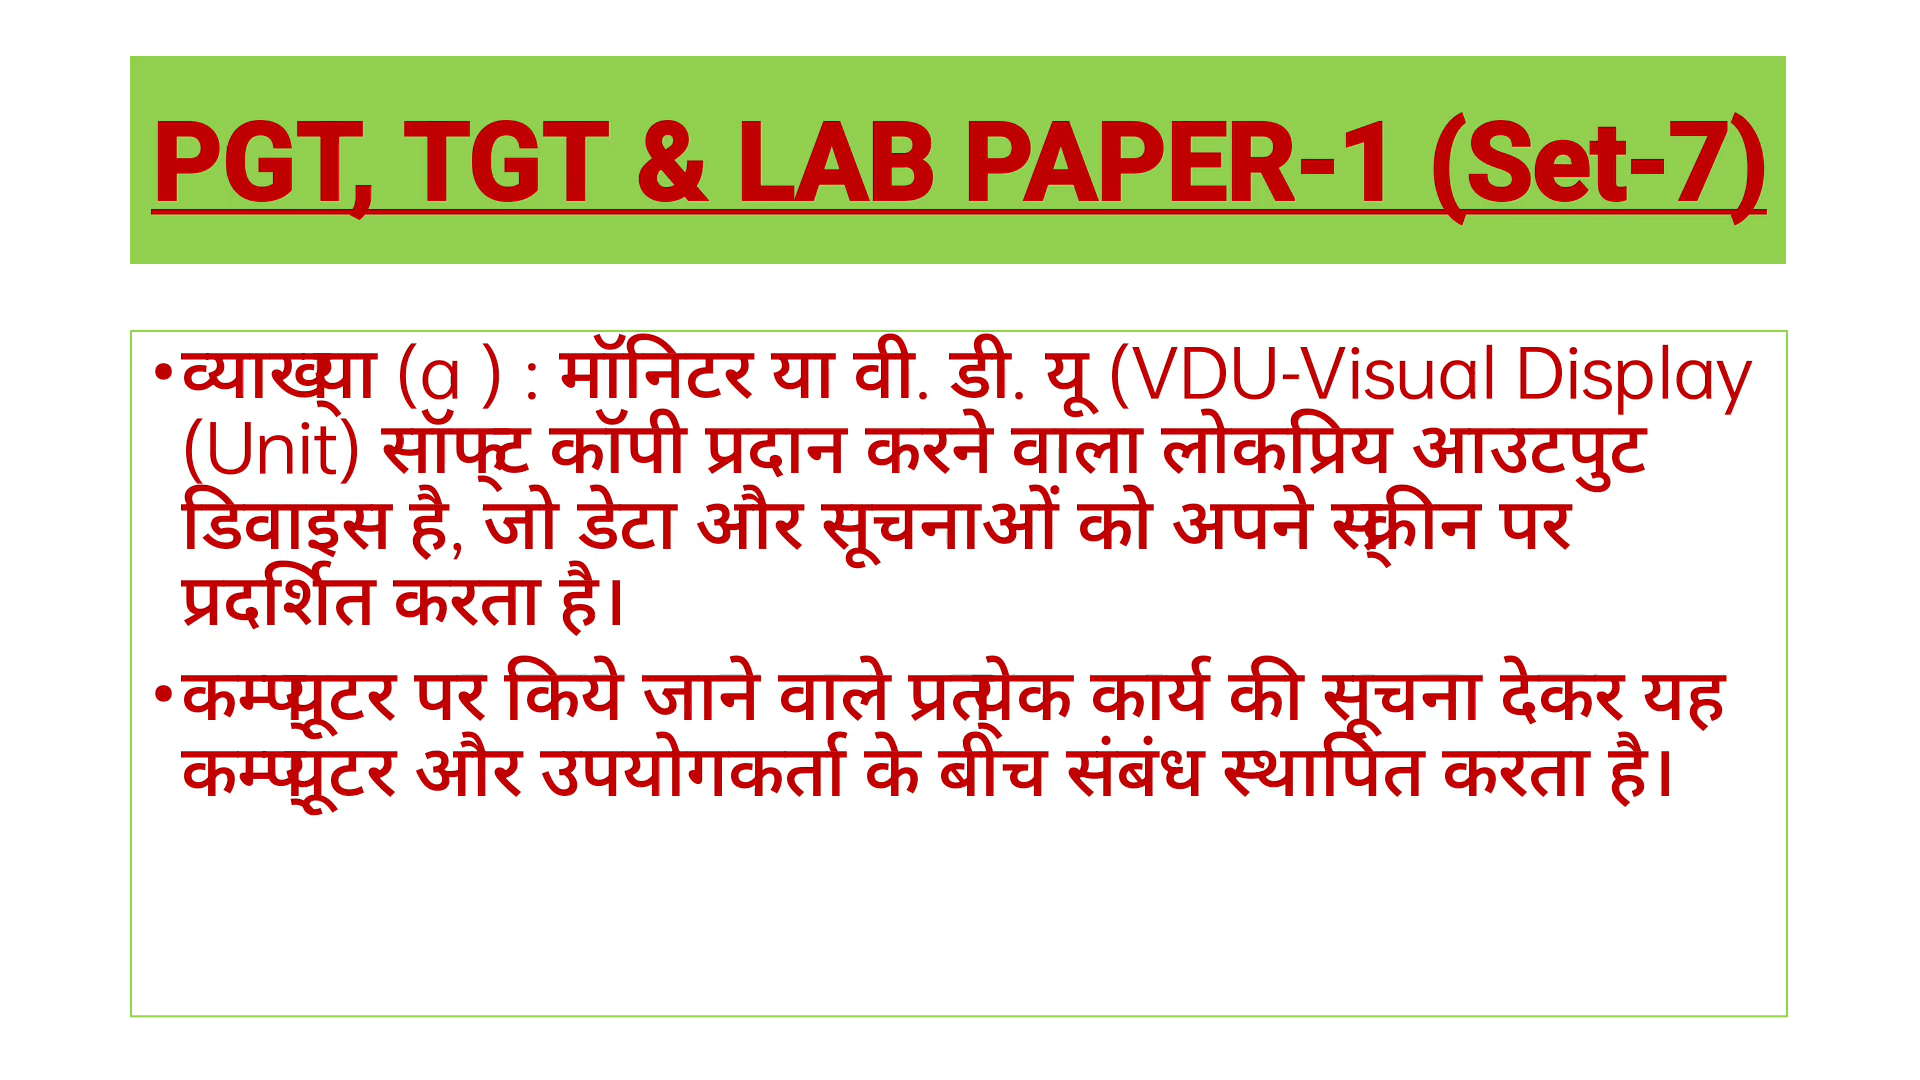 PGT, TGT & LAB PAPER-1 (Set-7)
•व्याख्या (a ) : मॉनिटर या वी. डी. यू (VDU-Visual Display
(Unit) सॉफ्ट कॉपी प्रदान करने वाला लोकप्रिय आउटपुट
डिवाइस है, जो डेटा और सूचनाओं को अपने स्क्रीन पर
प्रदर्शित करता है।
•कम्प्यूटर पर किये जाने वाले प्रत्येक कार्य की सूचना देकर यह
कम्प्यूटर और उपयोगकर्ता के बीच संबंध स्थापित करता है।